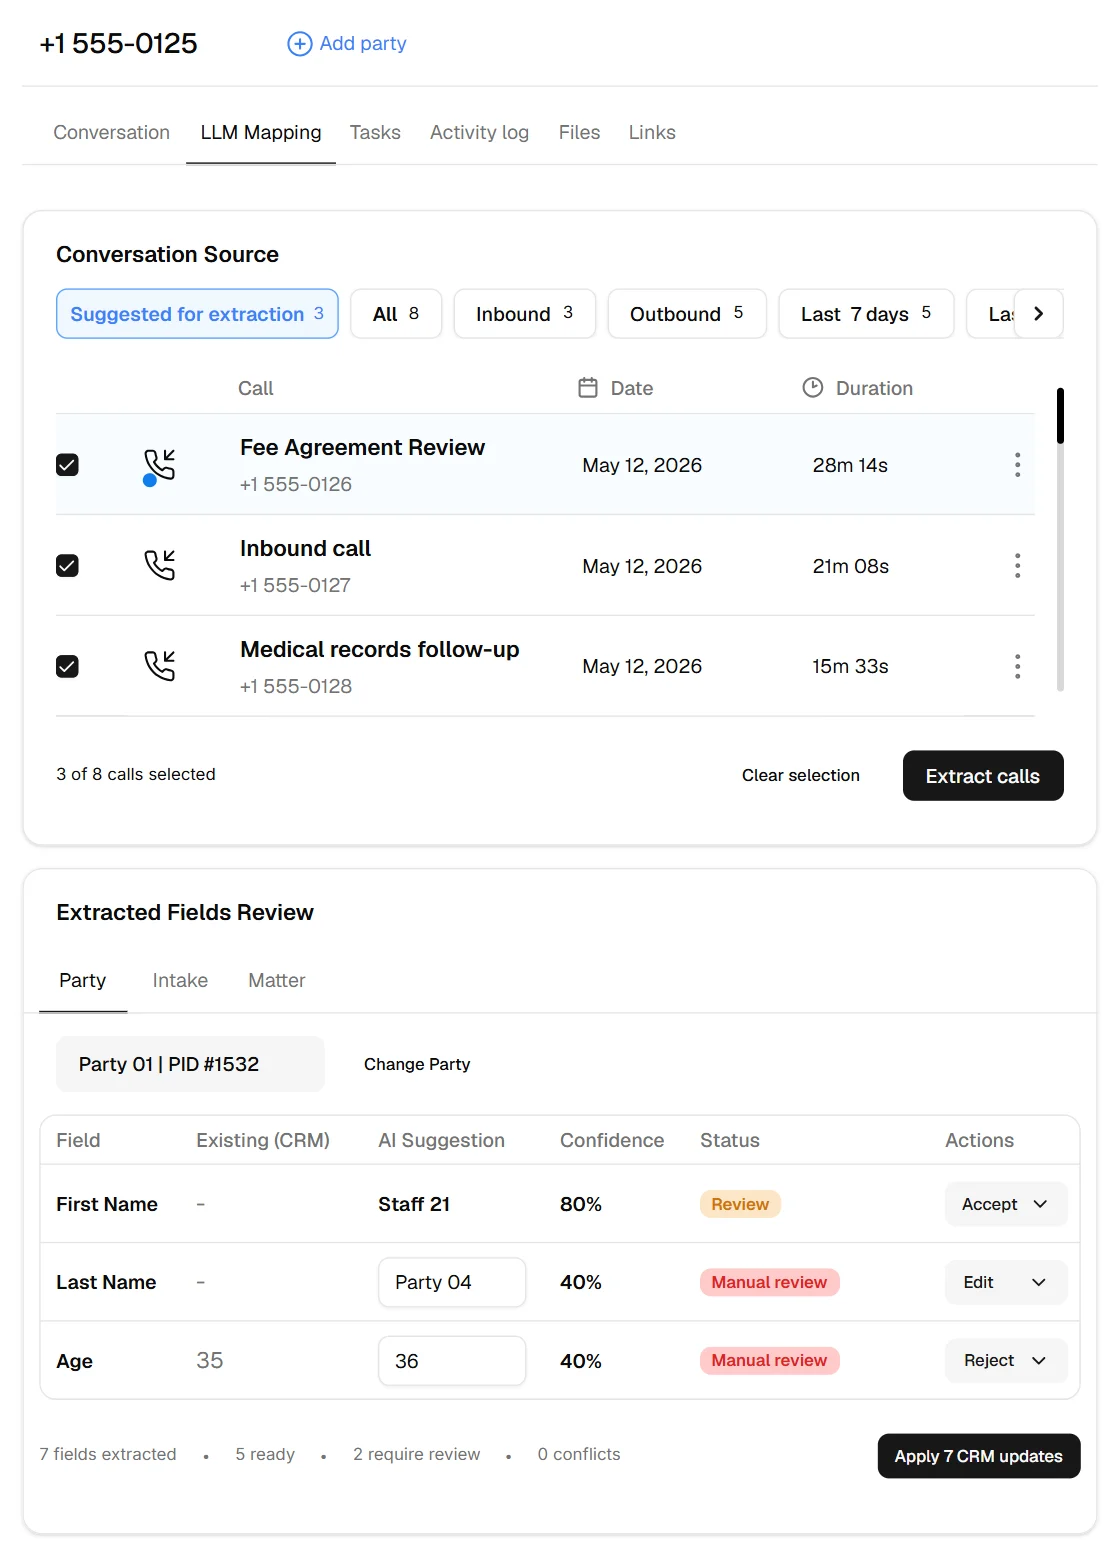 +1 555-0125 Add party
Conversation LLM Mapping Tasks Activity log Files Links
Conversation Source
Suggested for extraction 3 All 8 Inbound 3 Outbound 5 Last 7 days 5 Las
Call Date Duration
Fee Agreement Review
+1 555-0126
May 12, 2026 28m 14s
Inbound call
+1 555-0127
May 12, 2026 21m 08s
Medical records follow-up
+1 555-0128
May 12, 2026 15m 33s
3 of 8 calls selected Clear selection Extract calls
Extracted Fields Review
Party Intake Matter
Party 01 | PID #1532 Change Party
Field Existing (CRM) AI Suggestion Confidence Status Actions
First Name - Staff 21 80% Review Accept
Last Name - Party 04 40% Manual review Edit
Age 35 36 40% Manual review Reject
7 fields extracted • 5 ready • 2 require review • 0 conflicts Apply 7 CRM updates